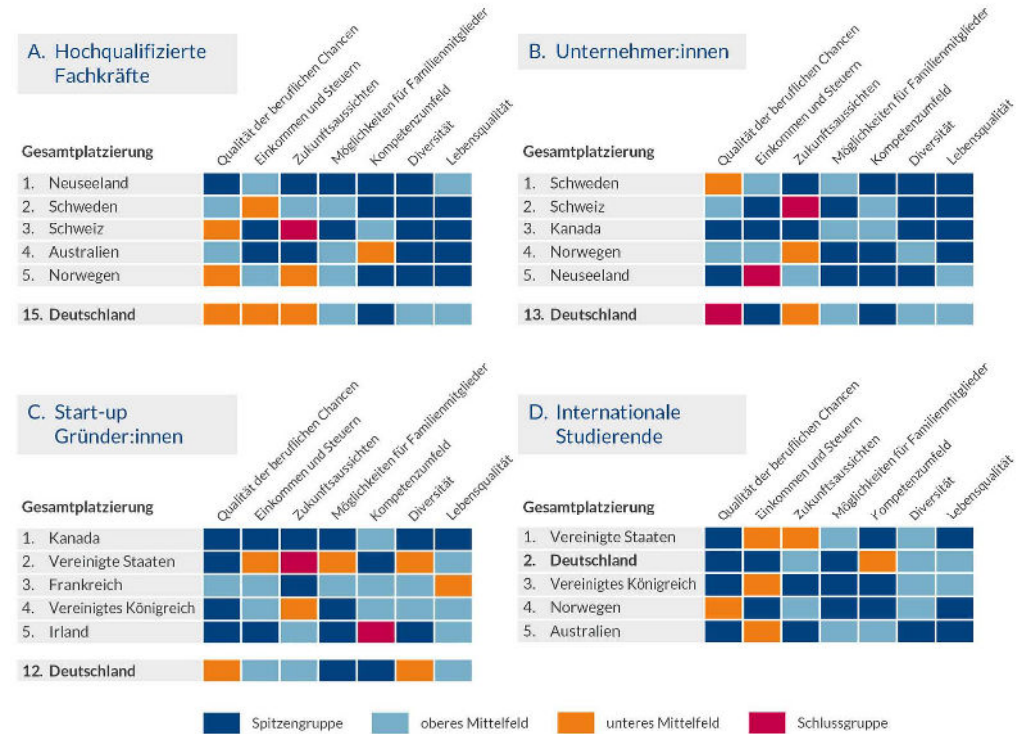 A. Hochqualifizierte
Fachkräfte
Gesamtplatzierung
Qualität der beruflichen Chancen
Einkommen und Steuern
Zukunftsaussichten
Möglichkeiten für Familienmitglieder
Kompetenzumfeld
Diversität
Lebensqualität
1. Neuseeland
2. Schweden
3. Schweiz
4. Australien
5. Norwegen
15. Deutschland
B. Unternehmer:innen
Gesamtplatzierung
Qualität der beruflichen Chancen
Einkommen und Steuern
Zukunftsaussichten
Möglichkeiten für Familienmitglieder
Kompetenzumfeld
Diversität
Lebensqualität
1. Schweden
2. Schweiz
3. Kanada
4. Norwegen
5. Neuseeland
13. Deutschland
C. Start-up
Gründer:innen
Gesamtplatzierung
Qualität der beruflichen Chancen
Einkommen und Steuern
Zukunftsaussichten
Möglichkeiten für Familienmitglieder
Kompetenzumfeld
Diversität
Lebensqualität
1. Kanada
2. Vereinigte Staaten
3. Frankreich
4. Vereinigtes Königreich
5. Irland
12. Deutschland
D. Internationale
Studierende
Gesamtplatzierung
Qualität der beruflichen Chancen
Einkommen und Steuern
Zukunftsaussichten
Möglichkeiten für Familienmitglieder
Kompetenzumfeld
Diversität
Lebensqualität
1. Vereinigte Staaten
2. Deutschland
3. Vereinigtes Königreich
4. Norwegen
5. Australien
Spitzengruppe
oberes Mittelfeld
unteres Mittelfeld
Schlussgruppe